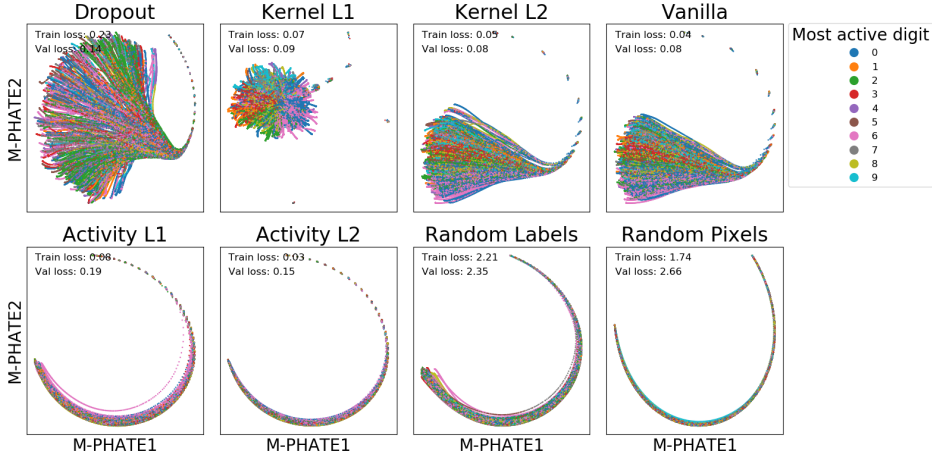 Dropout
Kernel L1
Kernel L2
Vanilla
Train loss: 0.23
Val loss: 0.14
Train loss: 0.07
Val loss: 0.09
Train loss: 0.05
Val loss: 0.08
Train loss: 0.04
Val loss: 0.08
Most active digit
0
1
2
3
4
5
6
7
8
9
M-PHATE2
Activity L1
Activity L2
Random Labels
Random Pixels
Train loss: 0.08
Val loss: 0.19
Train loss: 0.03
Val loss: 0.15
Train loss: 2.21
Val loss: 2.35
Train loss: 1.74
Val loss: 2.66
M-PHATE2
M-PHATE1
M-PHATE1
M-PHATE1
M-PHATE1